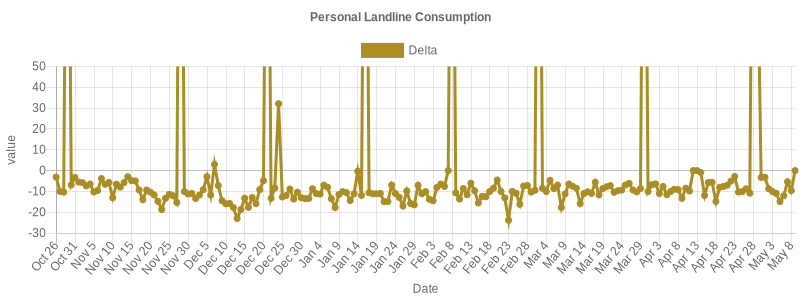 Personal Landline Consumption
Delta
value
50
40
30
20
10
0
-10
-20
-30
Oct 26
Oct 31
Nov 5
Nov 10
Nov 15
Nov 20
Nov 25
Nov 30
Dec 5
Dec 10
Dec 15
Dec 20
Dec 25
Dec 30
Jan 4
Jan 9
Jan 14
Jan 19
Jan 24
Jan 29
Feb 3
Feb 8
Feb 13
Feb 18
Feb 23
Feb 28
Mar 4
Mar 9
Mar 14
Mar 19
Mar 24
Mar 29
Apr 3
Apr 8
Apr 13
Apr 18
Apr 23
Apr 28
May 3
May 8
Date